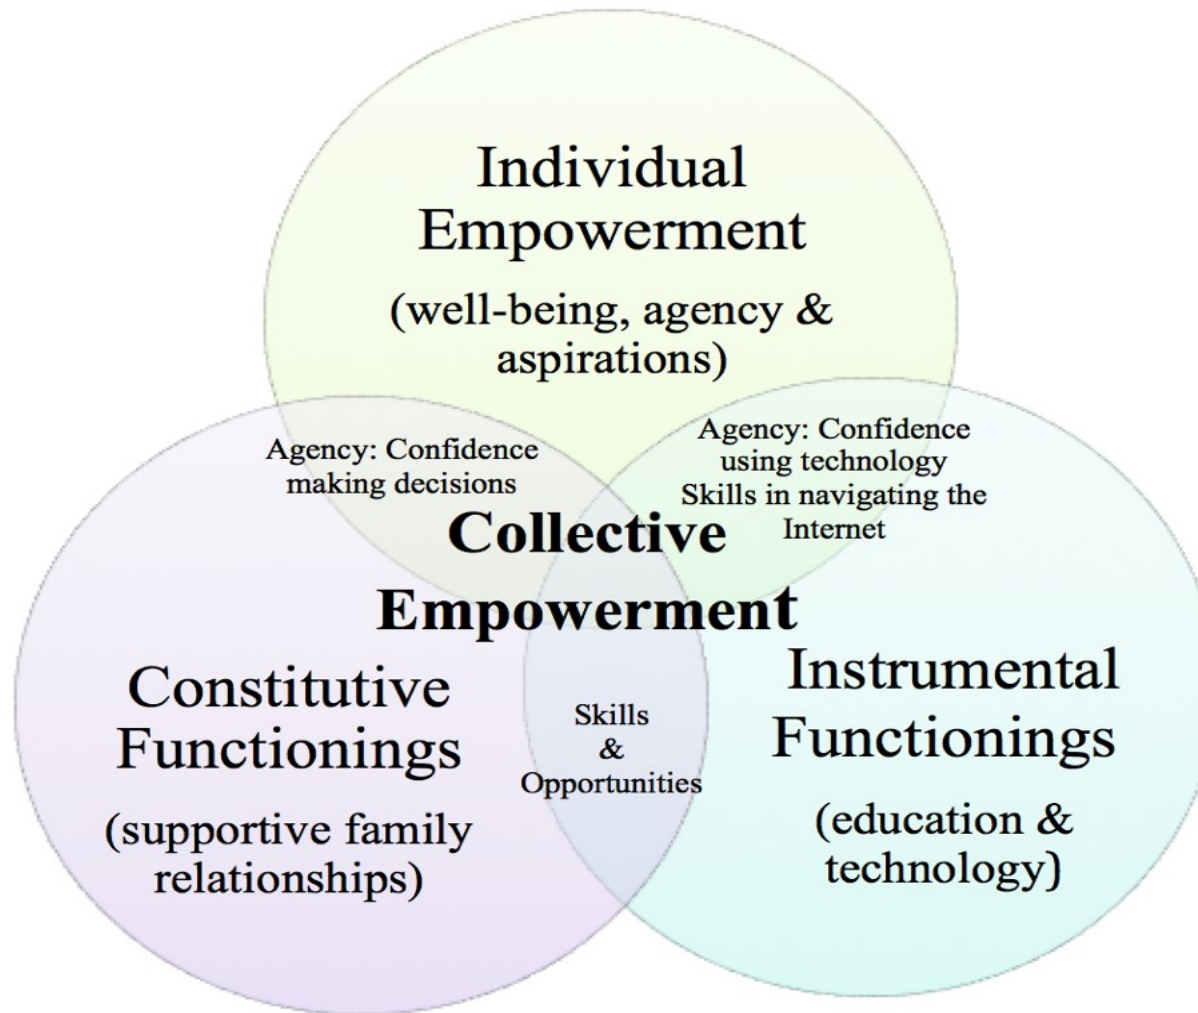 Individual
Empowerment
(well-being, agency &
aspirations)
Agency: Confidence
making decisions
Agency: Confidence
using technology
Skills in navigating the
Internet
Collective
Empowerment
Constitutive
Functionings
(supportive family
relationships)
Skills
&
Opportunities
Instrumental
Functionings
(education &
technology)